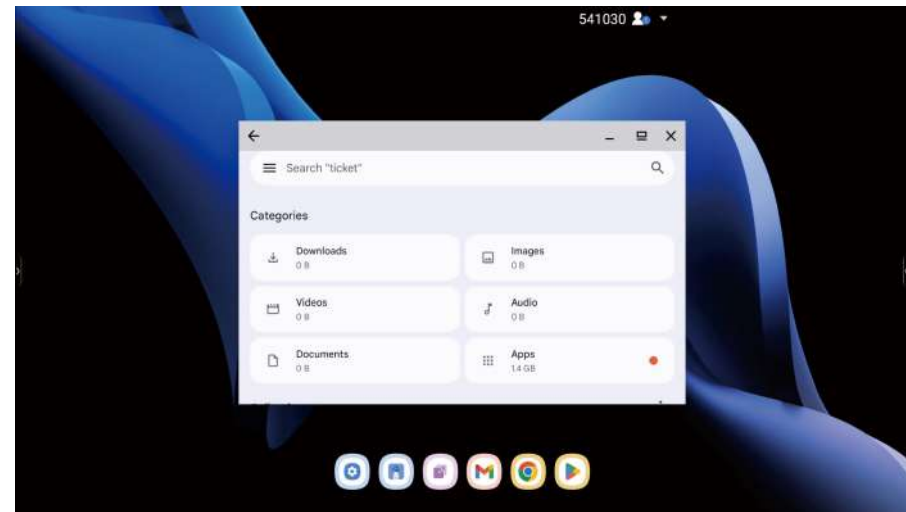 541030
Search "ticket"
Categories
Downloads
0 B
Images
0 B
Videos
0 B
Audio
0 B
Documents
0 B
Apps
1.4 GB